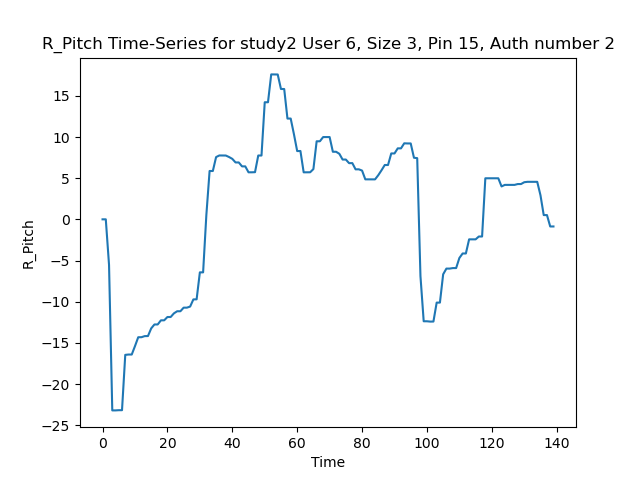 R_Pitch Time-Series for study2 User 6, Size 3, Pin 15, Auth number 2
R_Pitch
15
10
5
0
−5
−10
−15
−20
−25
0 20 40 60 80 100 120 140
Time